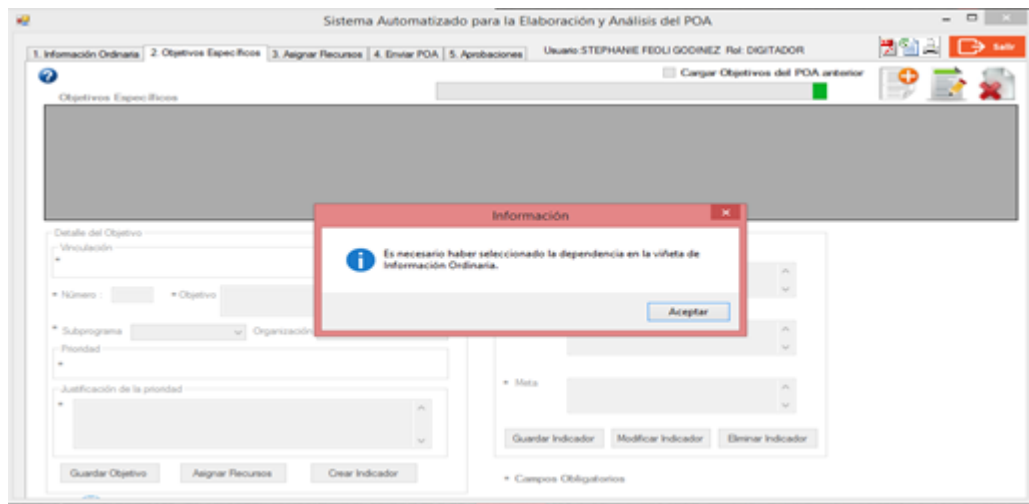 Sistema Automatizado para la Elaboración y Análisis del POA
1. Información Ordinaria 2. Objetivos Específicos 3. Asignar Recursos 4. Enviar POA 5. Aprobaciones Usuario: STEPHANIE FEOLI GODINEZ Rol: DIGITADOR Salir
Cargar Objetivos del POA anterior
Objetivos Específicos
Información
Es necesario haber seleccionado la dependencia en la viñeta de
Información Ordinaria.
Aceptar
Detalle del Objetivo
Vinculación
*
* Número : * Objetivo
* Subprograma Organización
Prioridad
*
Justificación de la prioridad
*
* Meta
Guardar Indicador Modificar Indicador Eliminar Indicador
Guardar Objetivo Asignar Recursos Crear Indicador
* Campos Obligatorios